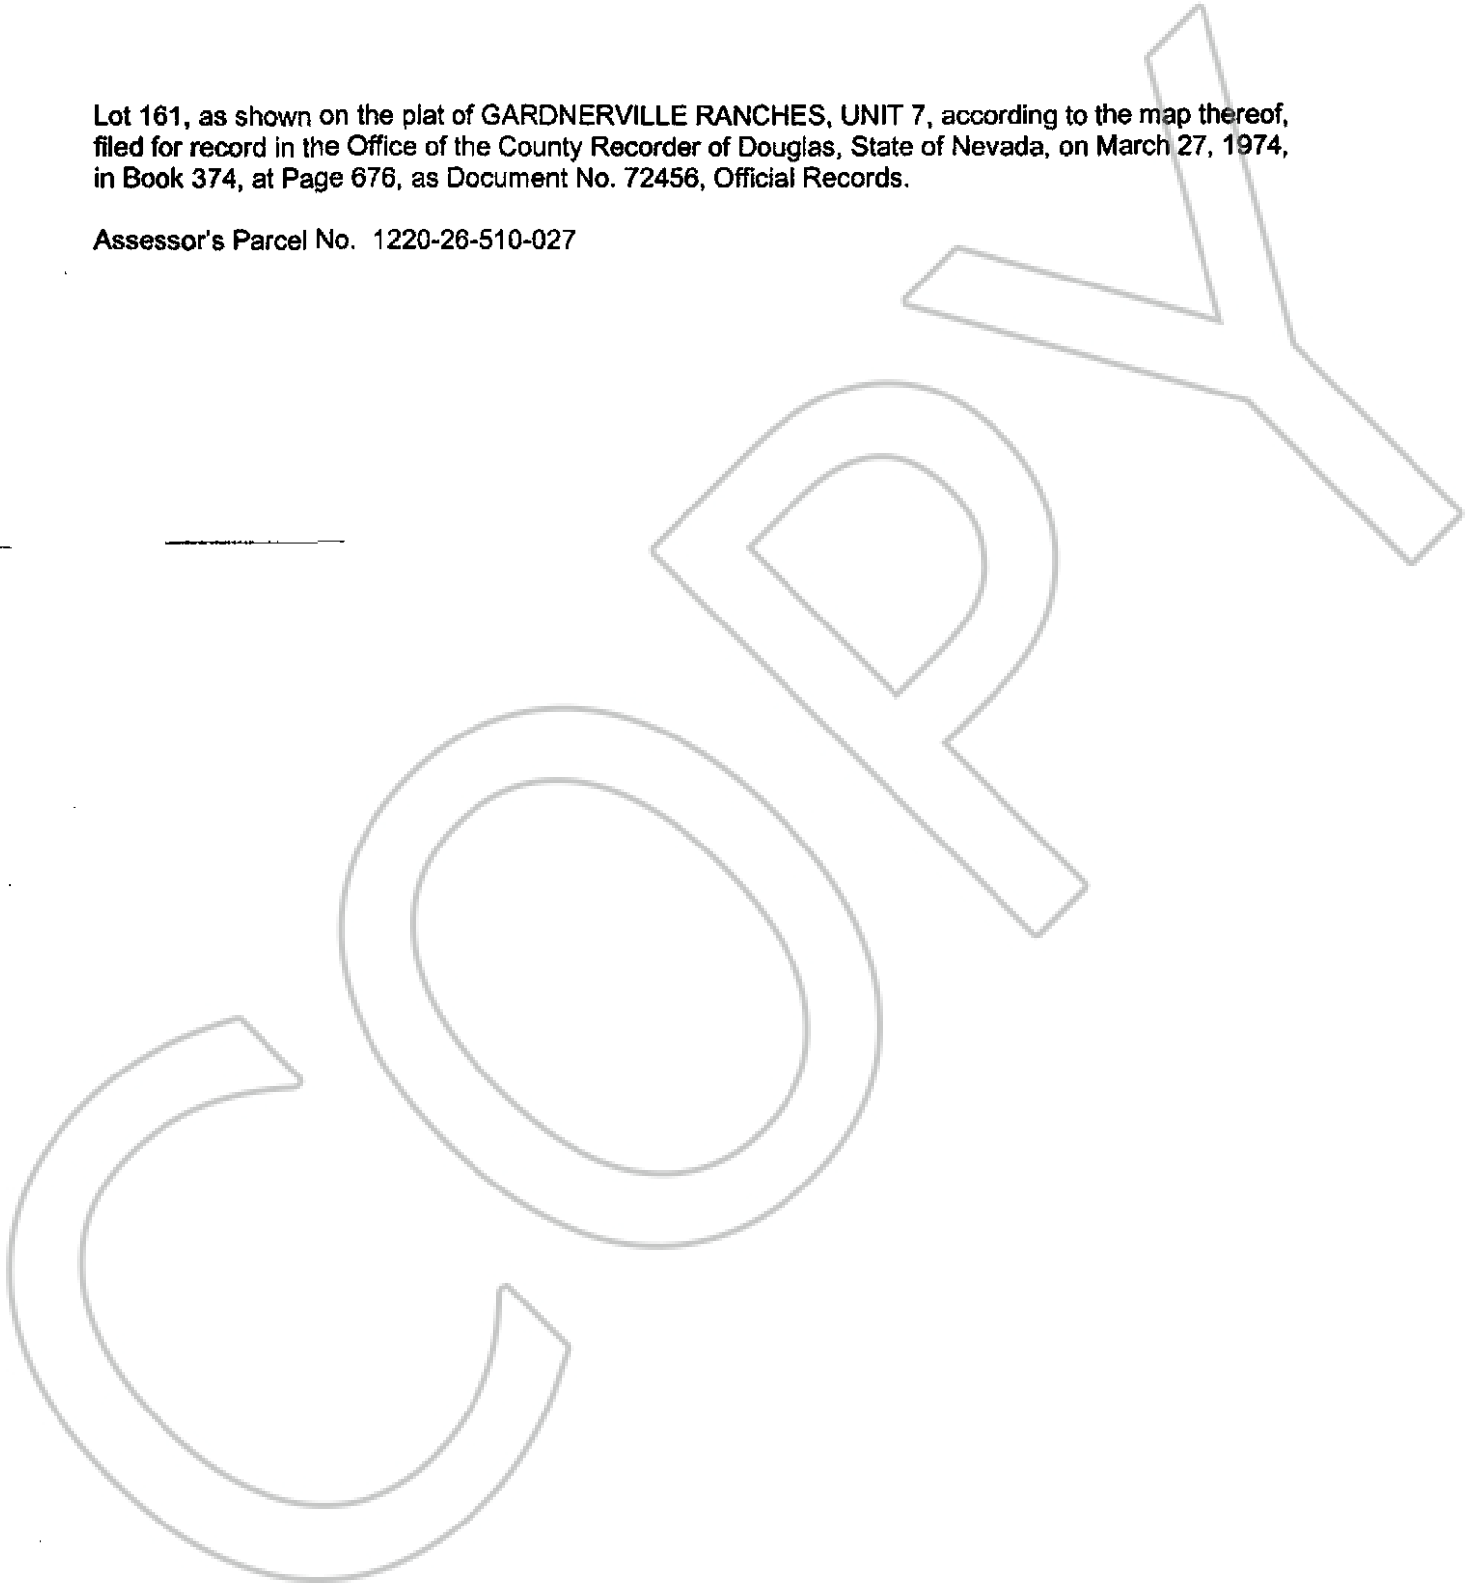 Lot 161, as shown on the plat of GARDNERVILLE RANCHES, UNIT 7, according to the map thereof,
filed for record in the Office of the County Recorder of Douglas, State of Nevada, on March 27, 1974,
in Book 374, at Page 676, as Document No. 72456, Official Records.
Assessor's Parcel No. 1220-26-510-027
COPY